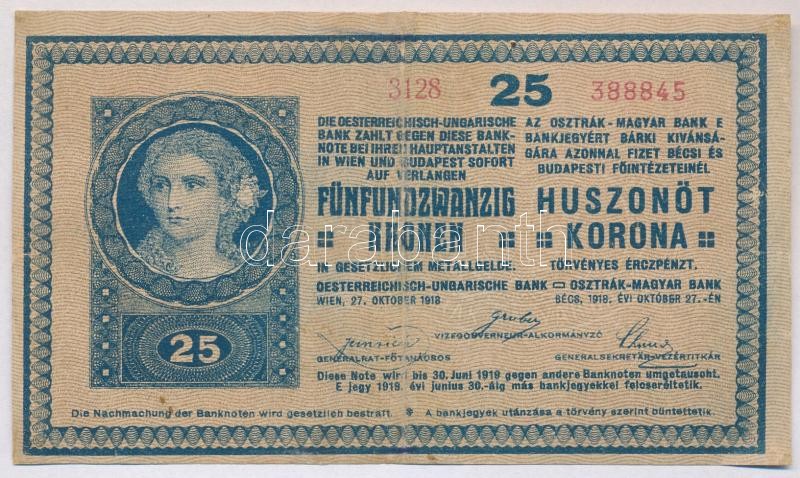 3128 25 388845
DIE OESTERREICHISCH-UNGARISCHE
BANK ZAHLT GEGEN DIESE BANK-
NOTE BEI IHREN HAUPTANSTALTEN
IN WIEN UND BUDAPEST SOFORT
AUF VERLANGEN
FÜNFUNDZWANZIG
KRONEN
IN GESETZLICHEM METALLGELDE.
OESTERREICHISCH-UNGARISCHE BANK
WIEN, 27. OKTOBER 1918
AZ OSZTRÁK-MAGYAR BANK E
BANKJEGYÉRT BÁRKI KIVÁNSÁ-
GÁRA AZONNAL FIZET BÉCSI ÉS
BUDAPESTI FŐINTÉZETEINÉL
HUSZONÖT
KORONA
TÖRVÉNYES ÉRCZPÉNZT.
OSZTRÁK-MAGYAR BANK
BÉCS, 1918. ÉVI OKTÓBER 27.-ÉN
darabanth
25
Gruber
VIZEGOUVERNEUR-ALKORMÁNYZÓ
GENERALRAT-FŐTANÁCSOS
GENERALSEKRETÄR-VEZÉRTITKÁR
Diese Note wird bis 30. Juni 1919 gegen andere Banknoten umgetauscht.
E jegy 1919. évi junius 30.-áig más bankjegyekkel felcseréltetik.
Die Nachmachung der Banknoten wird gesetzlich bestraft. * A bankjegyek utánzása a törvény szerint büntettetik.